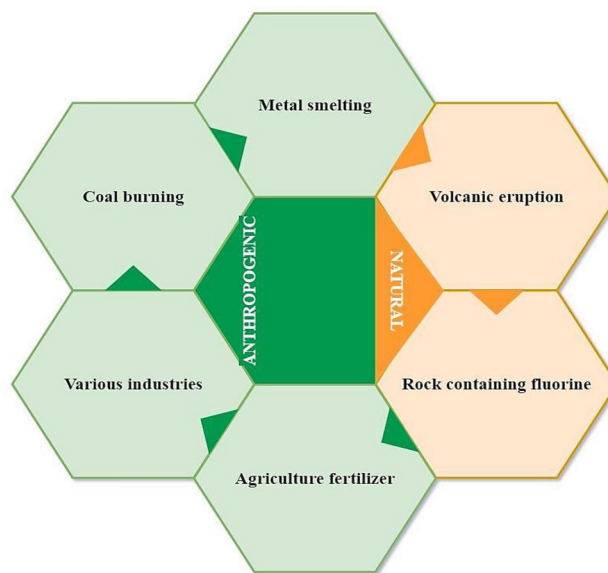 Metal smelting
Coal burning
Volcanic eruption
ANTHROPOGENIC
NATURAL
Various industries
Rock containing fluorine
Agriculture fertilizer